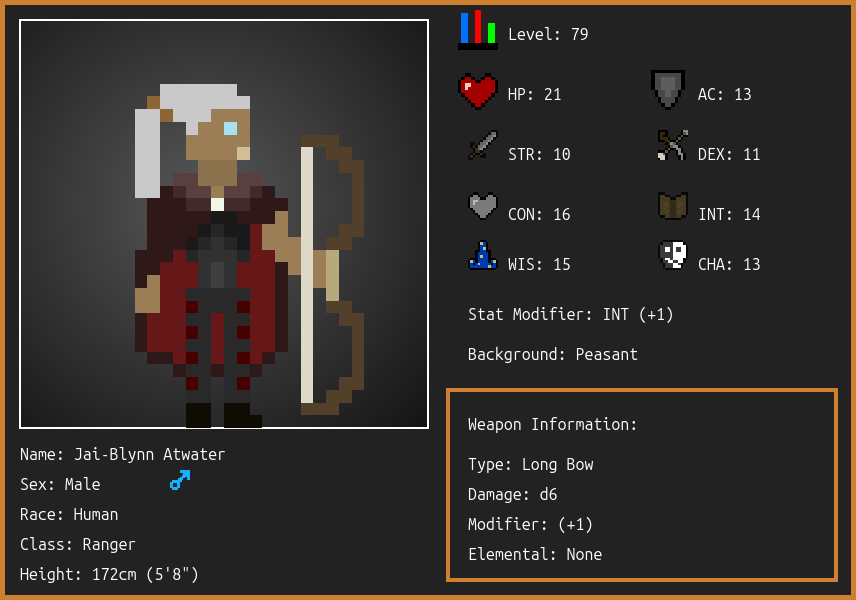 Level: 79
HP: 21
AC: 13
STR: 10
DEX: 11
CON: 16
INT: 14
WIS: 15
CHA: 13
Stat Modifier: INT (+1)
Background: Peasant
Weapon Information:
Type: Long Bow
Damage: d6
Modifier: (+1)
Elemental: None
Name: Jai-Blynn Atwater
Sex: Male
Race: Human
Class: Ranger
Height: 172cm (5'8")